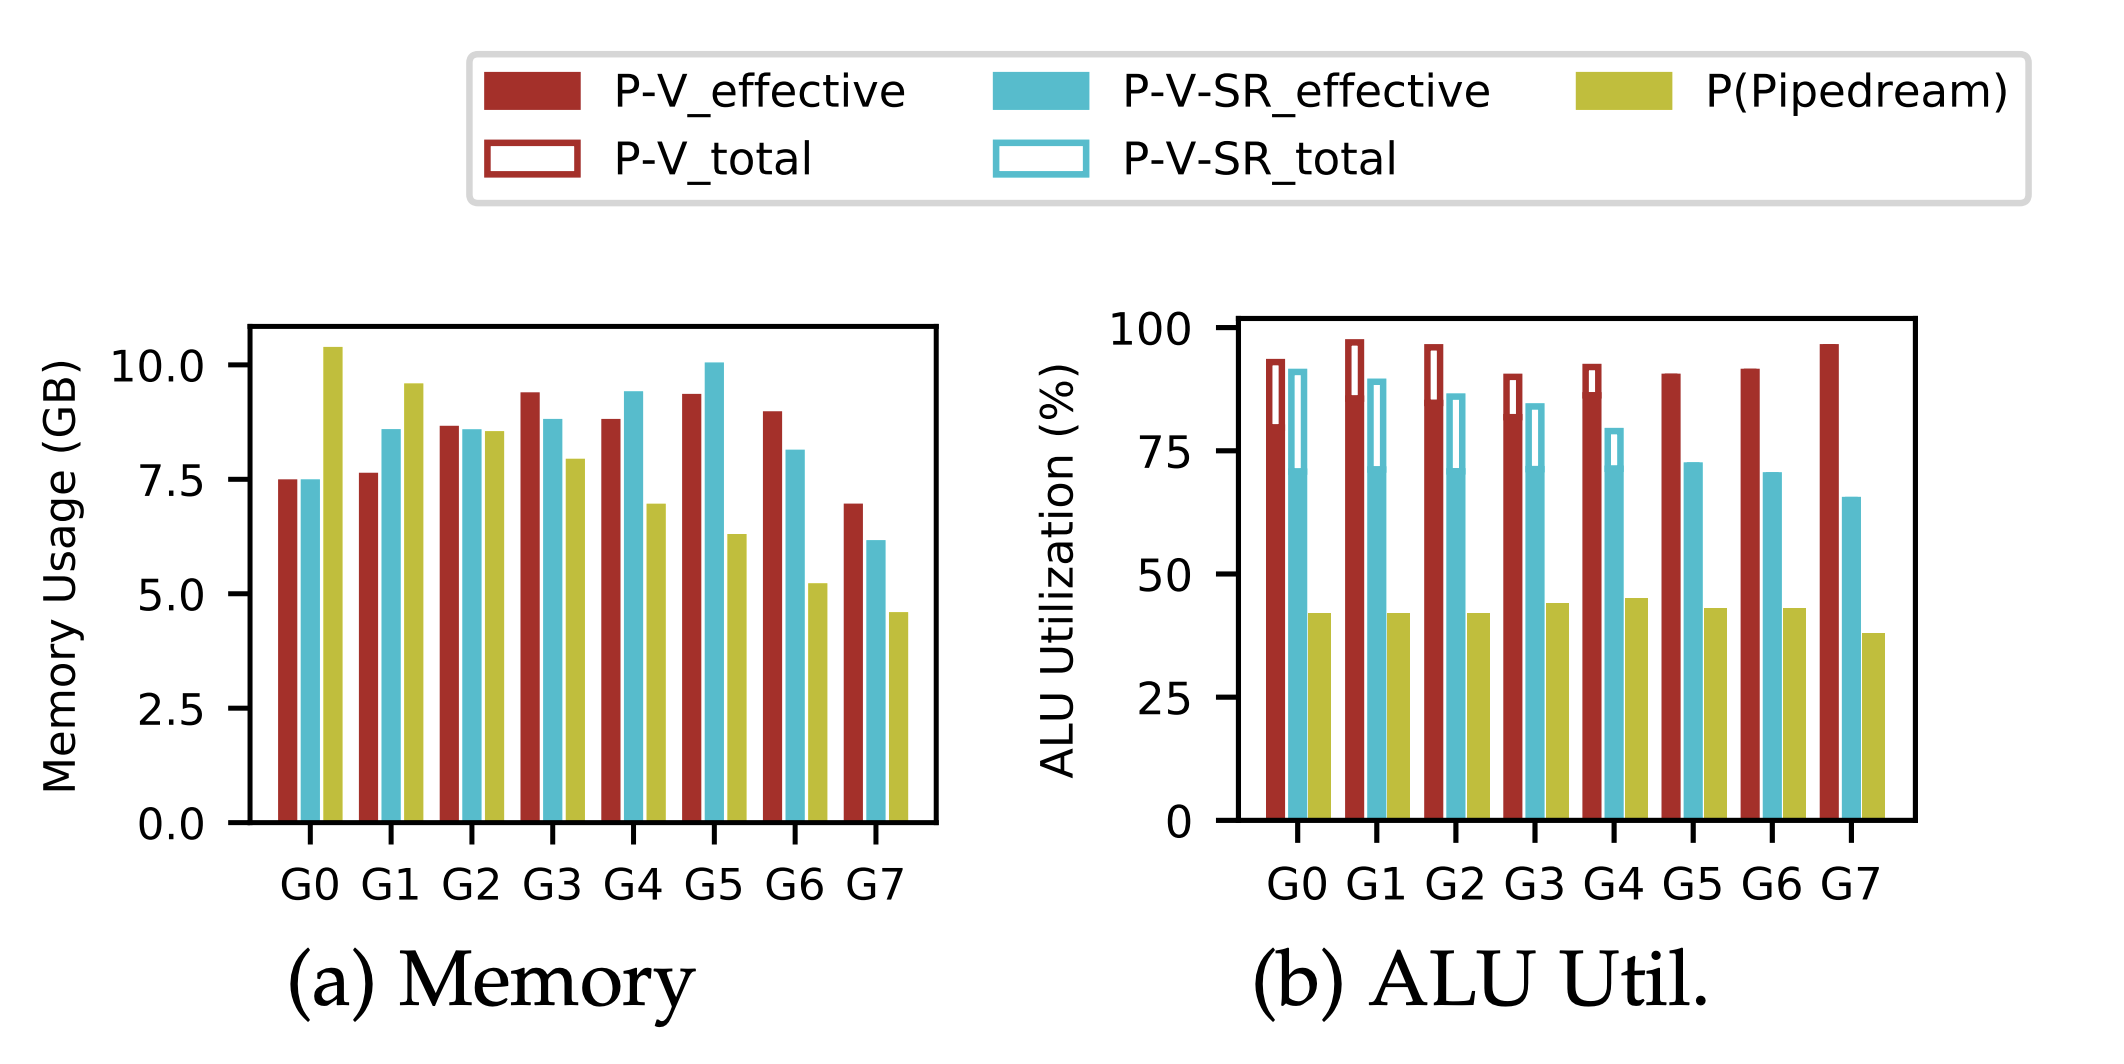 P-V_effective P-V-SR_effective P(Pipedream)
P-V_total P-V-SR_total
Memory Usage (GB)
10.0
7.5
5.0
2.5
0.0
G0 G1 G2 G3 G4 G5 G6 G7
(a) Memory
ALU Utilization (%)
100
75
50
25
0
G0 G1 G2 G3 G4 G5 G6 G7
(b) ALU Util.